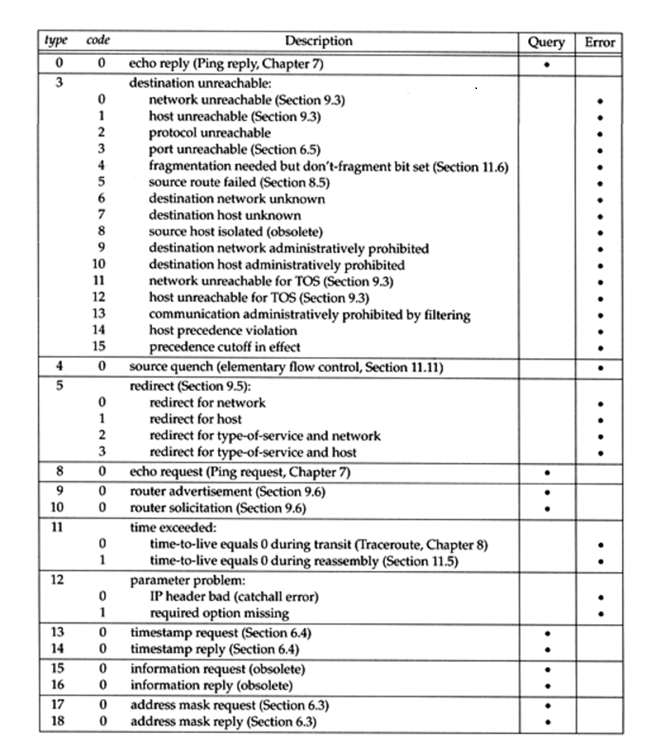 type code Description Query Error
0 0 echo reply (Ping reply, Chapter 7) •
3 destination unreachable:
0 network unreachable (Section 9.3) •
1 host unreachable (Section 9.3) •
2 protocol unreachable •
3 port unreachable (Section 6.5) •
4 fragmentation needed but don't-fragment bit set (Section 11.6) •
5 source route failed (Section 8.5) •
6 destination network unknown •
7 destination host unknown •
8 source host isolated (obsolete) •
9 destination network administratively prohibited •
10 destination host administratively prohibited •
11 network unreachable for TOS (Section 9.3) •
12 host unreachable for TOS (Section 9.3) •
13 communication administratively prohibited by filtering •
14 host precedence violation •
15 precedence cutoff in effect •
4 0 source quench (elementary flow control, Section 11.11) •
5 redirect (Section 9.5):
0 redirect for network •
1 redirect for host •
2 redirect for type-of-service and network •
3 redirect for type-of-service and host •
8 0 echo request (Ping request, Chapter 7) •
9 0 router advertisement (Section 9.6) •
10 0 router solicitation (Section 9.6) •
11 time exceeded:
0 time-to-live equals 0 during transit (Traceroute, Chapter 8) •
1 time-to-live equals 0 during reassembly (Section 11.5) •
12 parameter problem:
0 IP header bad (catchall error) •
1 required option missing •
13 0 timestamp request (Section 6.4) •
14 0 timestamp reply (Section 6.4) •
15 0 information request (obsolete) •
16 0 information reply (obsolete) •
17 0 address mask request (Section 6.3) •
18 0 address mask reply (Section 6.3) •